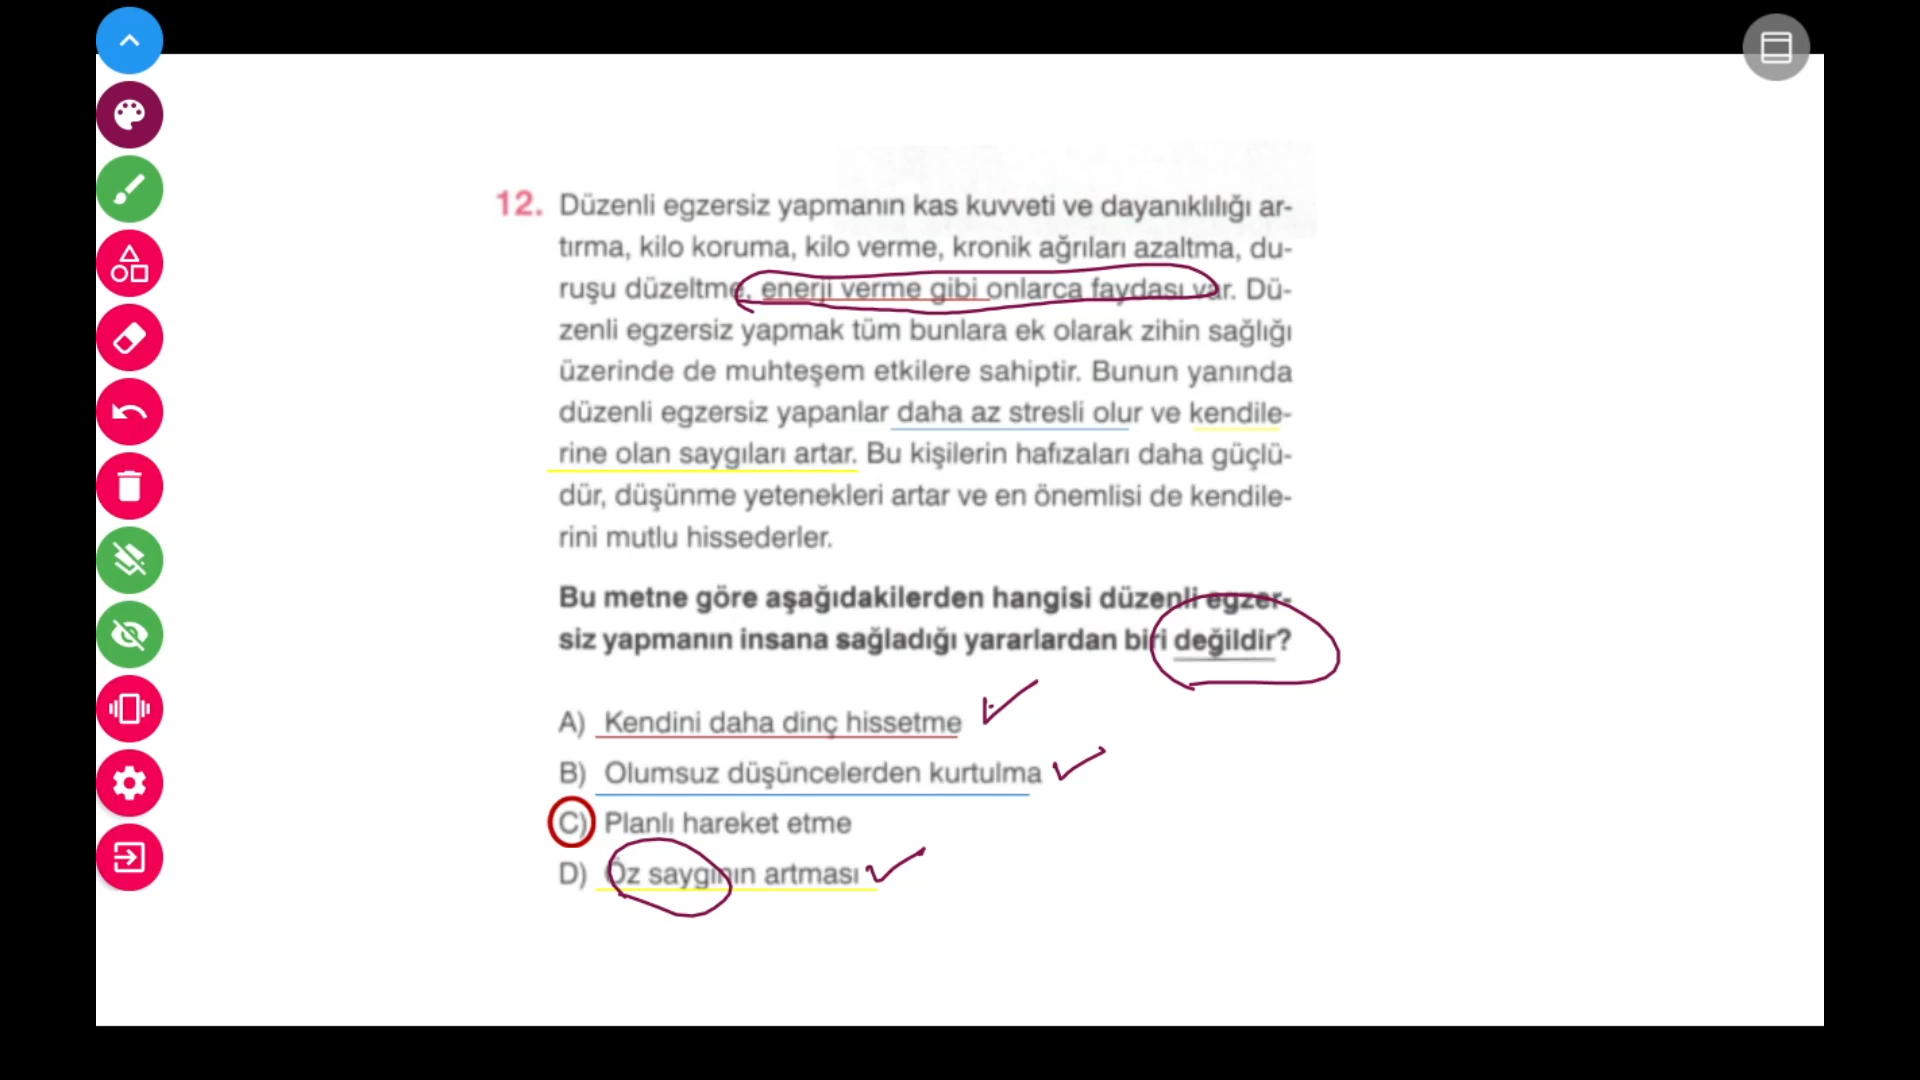 12. Düzenli egzersiz yapmanın kas kuvveti ve dayanıklılığı ar-
tırma, kilo koruma, kilo verme, kronik ağrıları azaltma, du-
ruşu düzeltme, enerji verme gibi onlarca faydası var. Dü-
zenli egzersiz yapmak tüm bunlara ek olarak zihin sağlığı
üzerinde de muhteşem etkilere sahiptir. Bunun yanında
düzenli egzersiz yapanlar daha az stresli olur ve kendile-
rine olan saygıları artar. Bu kişilerin hafızaları daha güçlü-
dür, düşünme yetenekleri artar ve en önemlisi de kendile-
rini mutlu hissederler.
Bu metne göre aşağıdakilerden hangisi düzenli egzer-
siz yapmanın insana sağladığı yararlardan biri değildir?
A) Kendini daha dinç hissetme
B) Olumsuz düşüncelerden kurtulma
C) Planlı hareket etme
D) Öz saygının artması